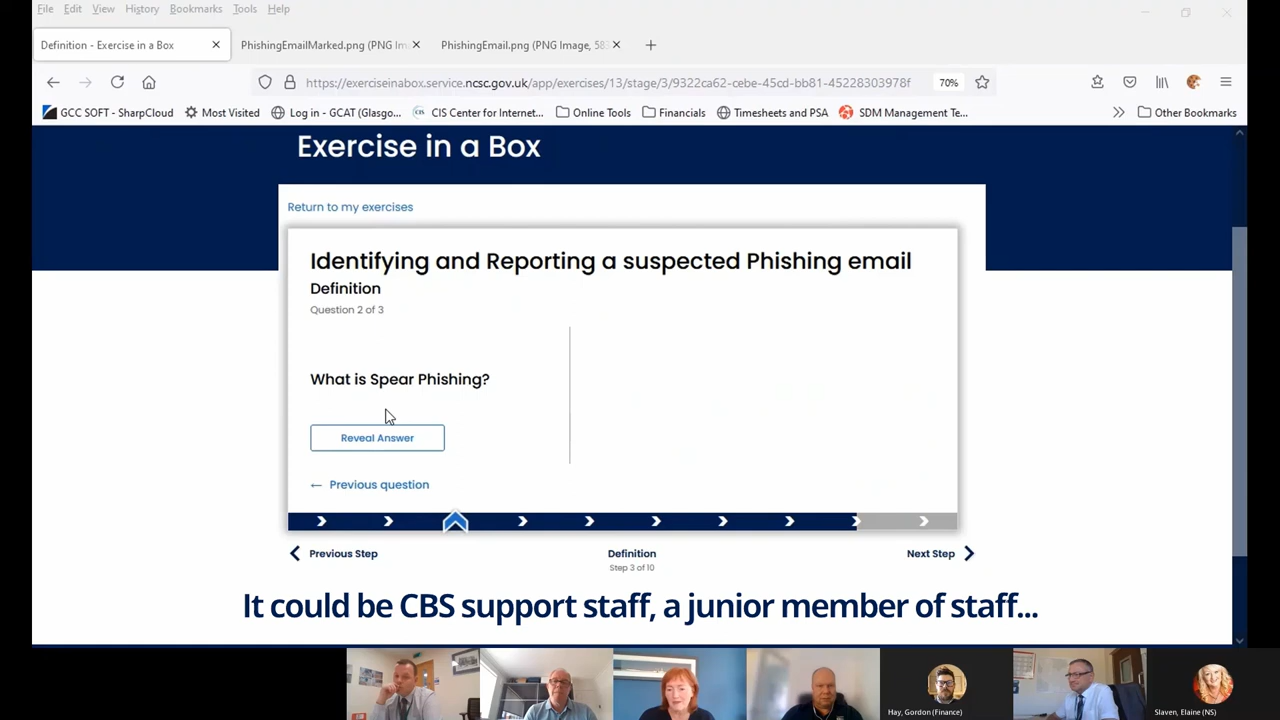 File Edit View History Bookmarks Tools Help
Definition - Exercise in a Box PhishingEmailMarked.png (PNG Im PhishingEmail.png (PNG Image, 583
https://exerciseinabox.service.ncsc.gov.uk/app/exercises/13/stage/3/9322ca62-cebe-45cd-bb81-45228303978f 70%
GCC SOFT - SharpCloud Most Visited Log in - GCAT (Glasgo... CIS Center for Internet... Online Tools Financials Timesheets and PSA SDM Management Te... Other Bookmarks
Exercise in a Box
Return to my exercises
Identifying and Reporting a suspected Phishing email
Definition
Question 2 of 3
What is Spear Phishing?
Reveal Answer
← Previous question
Previous Step Definition Next Step
Step 3 of 10
It could be CBS support staff, a junior member of staff...
Hay, Gordon (Finance) Slaven, Elaine (NS)